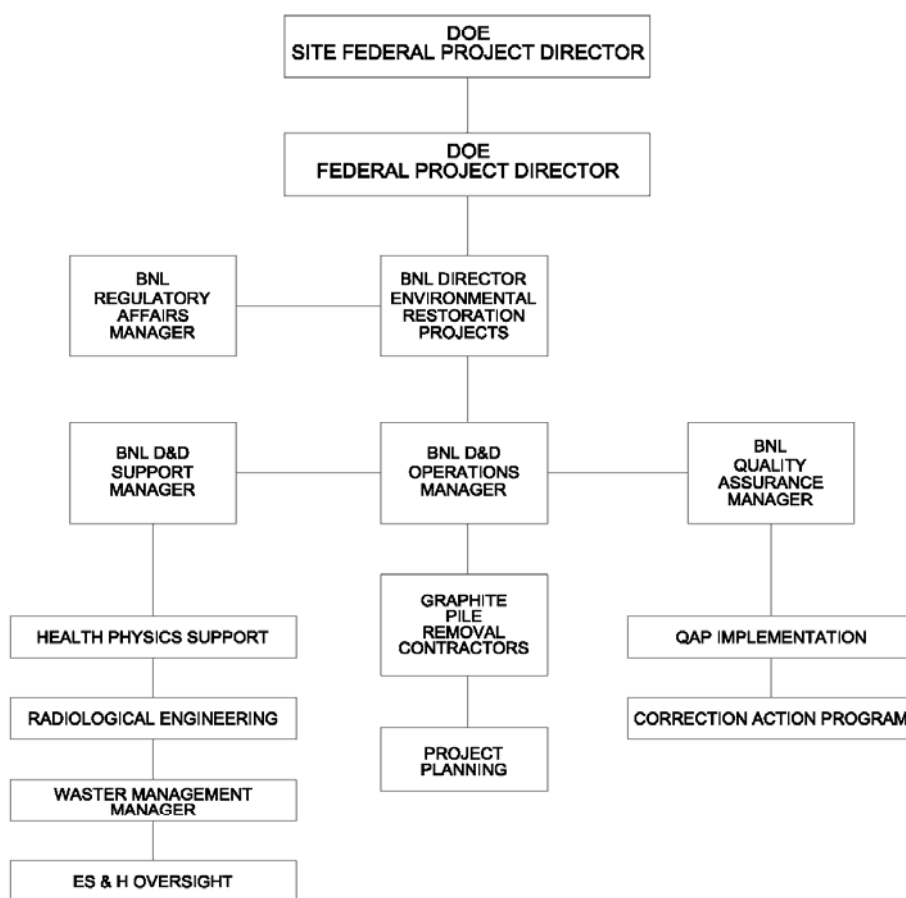 DOE
SITE FEDERAL PROJECT DIRECTOR
DOE
FEDERAL PROJECT DIRECTOR
BNL
REGULATORY
AFFAIRS
MANAGER
BNL DIRECTOR
ENVIRONMENTAL
RESTORATION
PROJECTS
BNL D&D
SUPPORT
MANAGER
BNL D&D
OPERATIONS
MANAGER
BNL
QUALITY
ASSURANCE
MANAGER
HEALTH PHYSICS SUPPORT
RADIOLOGICAL ENGINEERING
WASTER MANAGEMENT
MANAGER
ES & H OVERSIGHT
GRAPHITE
PILE
REMOVAL
CONTRACTORS
PROJECT
PLANNING
QAP IMPLEMENTATION
CORRECTION ACTION PROGRAM